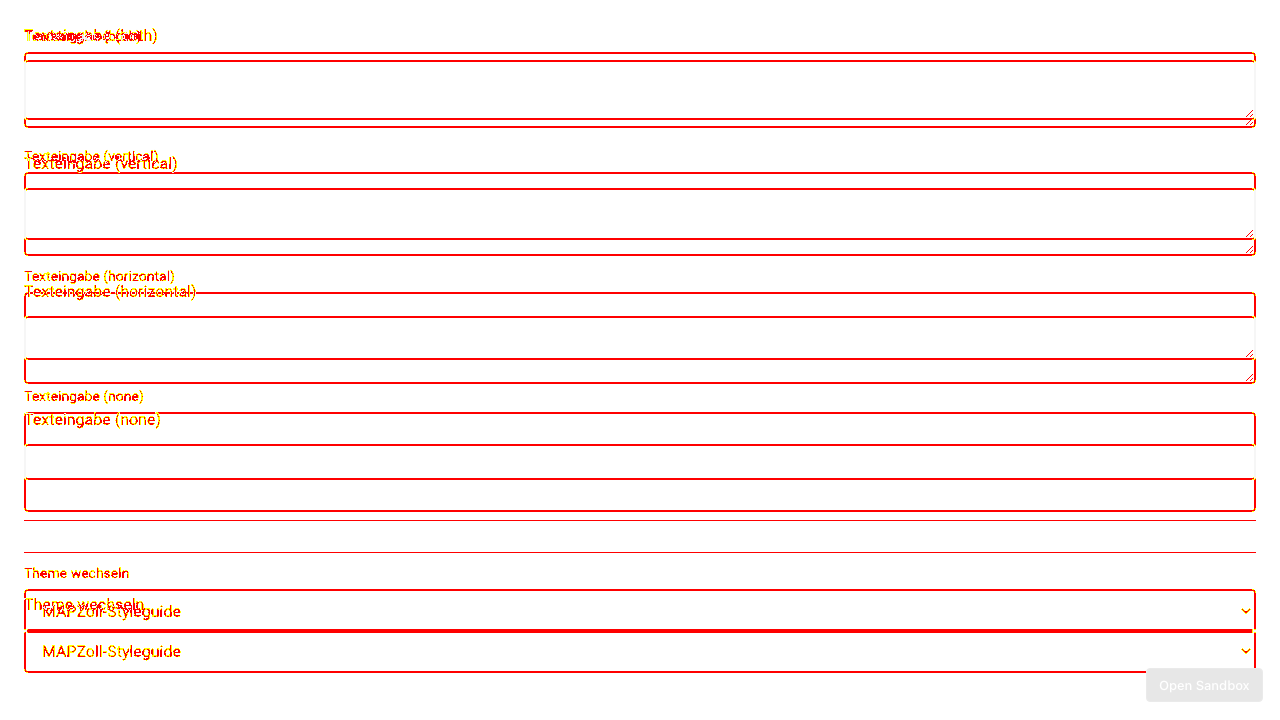 Texteingabe (both)
Texteingabe (vertical)
Texteingabe (vertical)
Texteingabe (horizontal)
Texteingabe (horizontal)
Texteingabe (none)
Texteingabe (none)
Theme wechseln
Theme wechseln
MAPZoll-Styleguide
MAPZoll-Styleguide
Open Sandbox